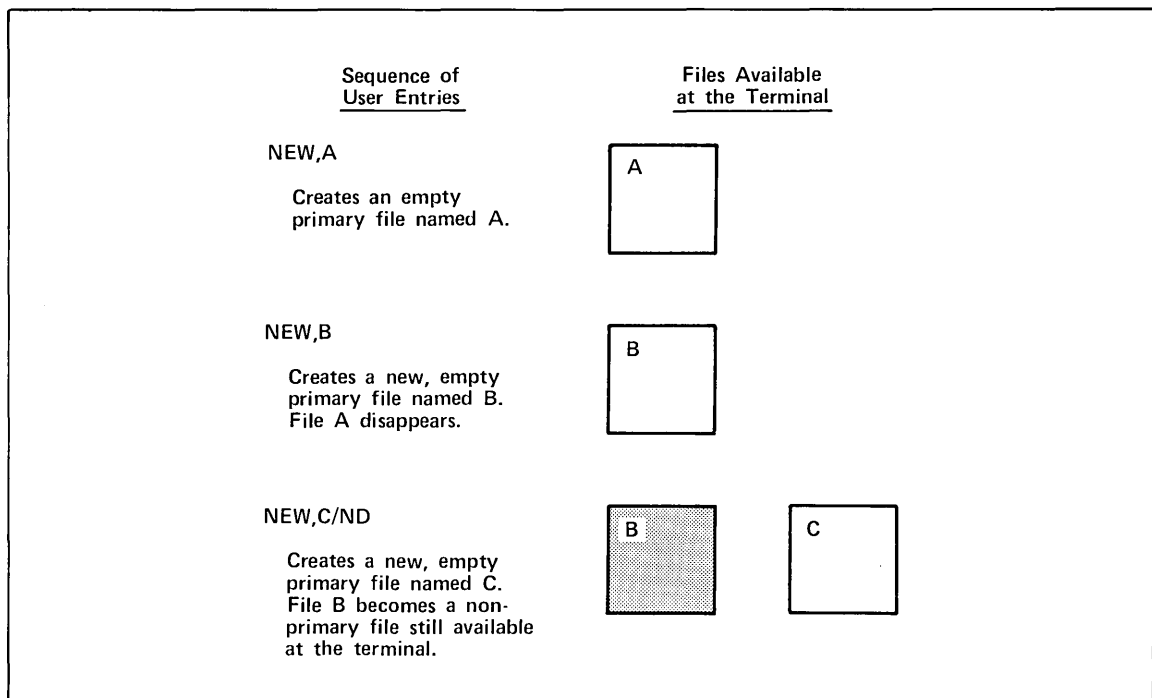 Sequence of
User Entries
Files Available
at the Terminal
NEW,A
Creates an empty
primary file named A.
A
NEW,B
Creates a new, empty
primary file named B.
File A disappears.
B
NEW,C/ND
Creates a new, empty
primary file named C.
File B becomes a non-
primary file still available
at the terminal.
B
C